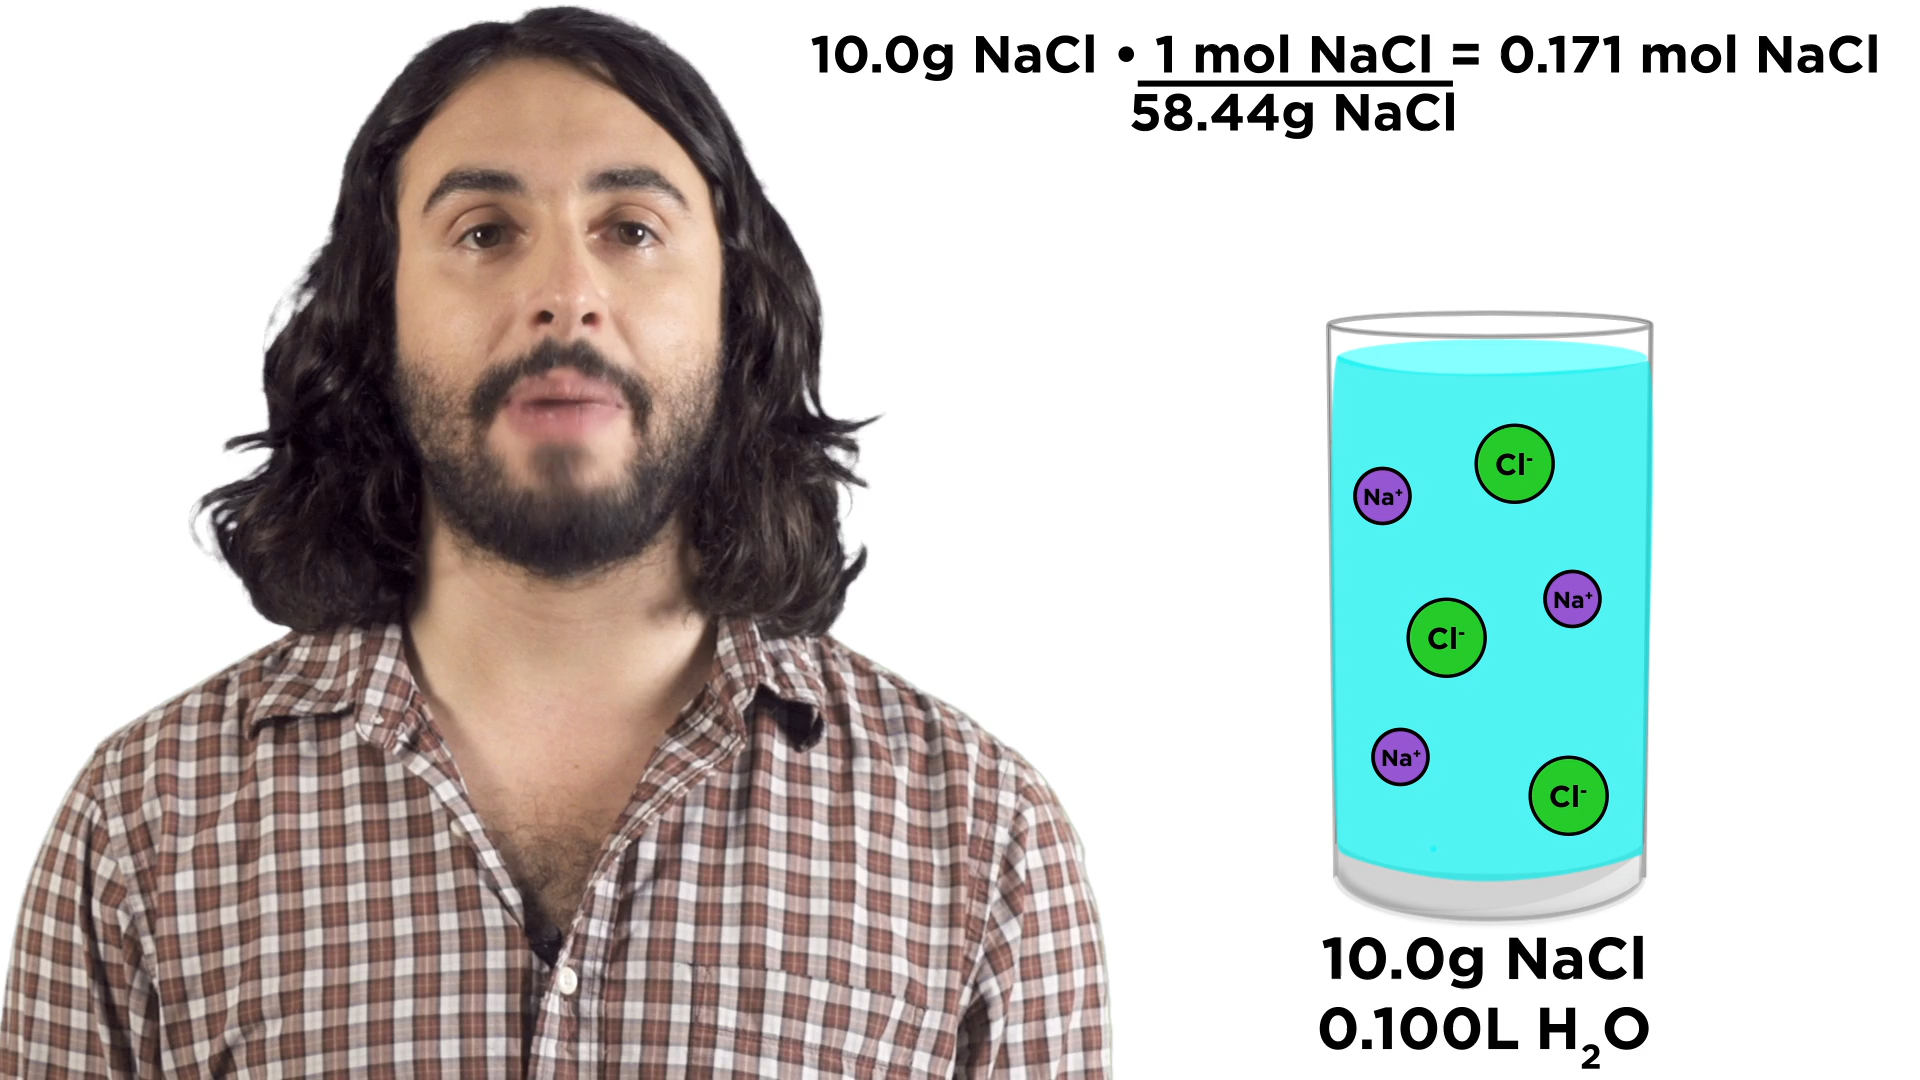 10.0g NaCl • 1 mol NaCl = 0.171 mol NaCl
58.44g NaCl
Cl⁻
Na⁺
Na⁺
Cl⁻
Na⁺
Cl⁻
10.0g NaCl
0.100L H₂O